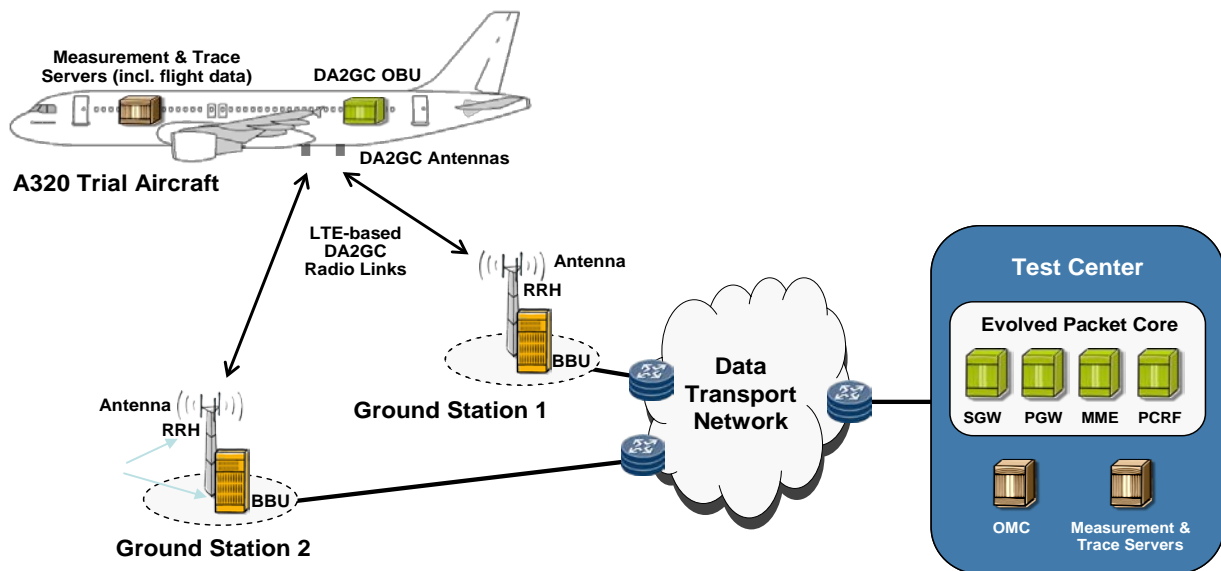 Measurement & Trace
Servers (incl. flight data)
DA2GC OBU
DA2GC Antennas
A320 Trial Aircraft
LTE-based
DA2GC
Radio Links
Antenna
RRH
BBU
Ground Station 1
Antenna
RRH
BBU
Ground Station 2
Data
Transport
Network
Test Center
Evolved Packet Core
SGW
PGW
MME
PCRF
OMC
Measurement &
Trace Servers